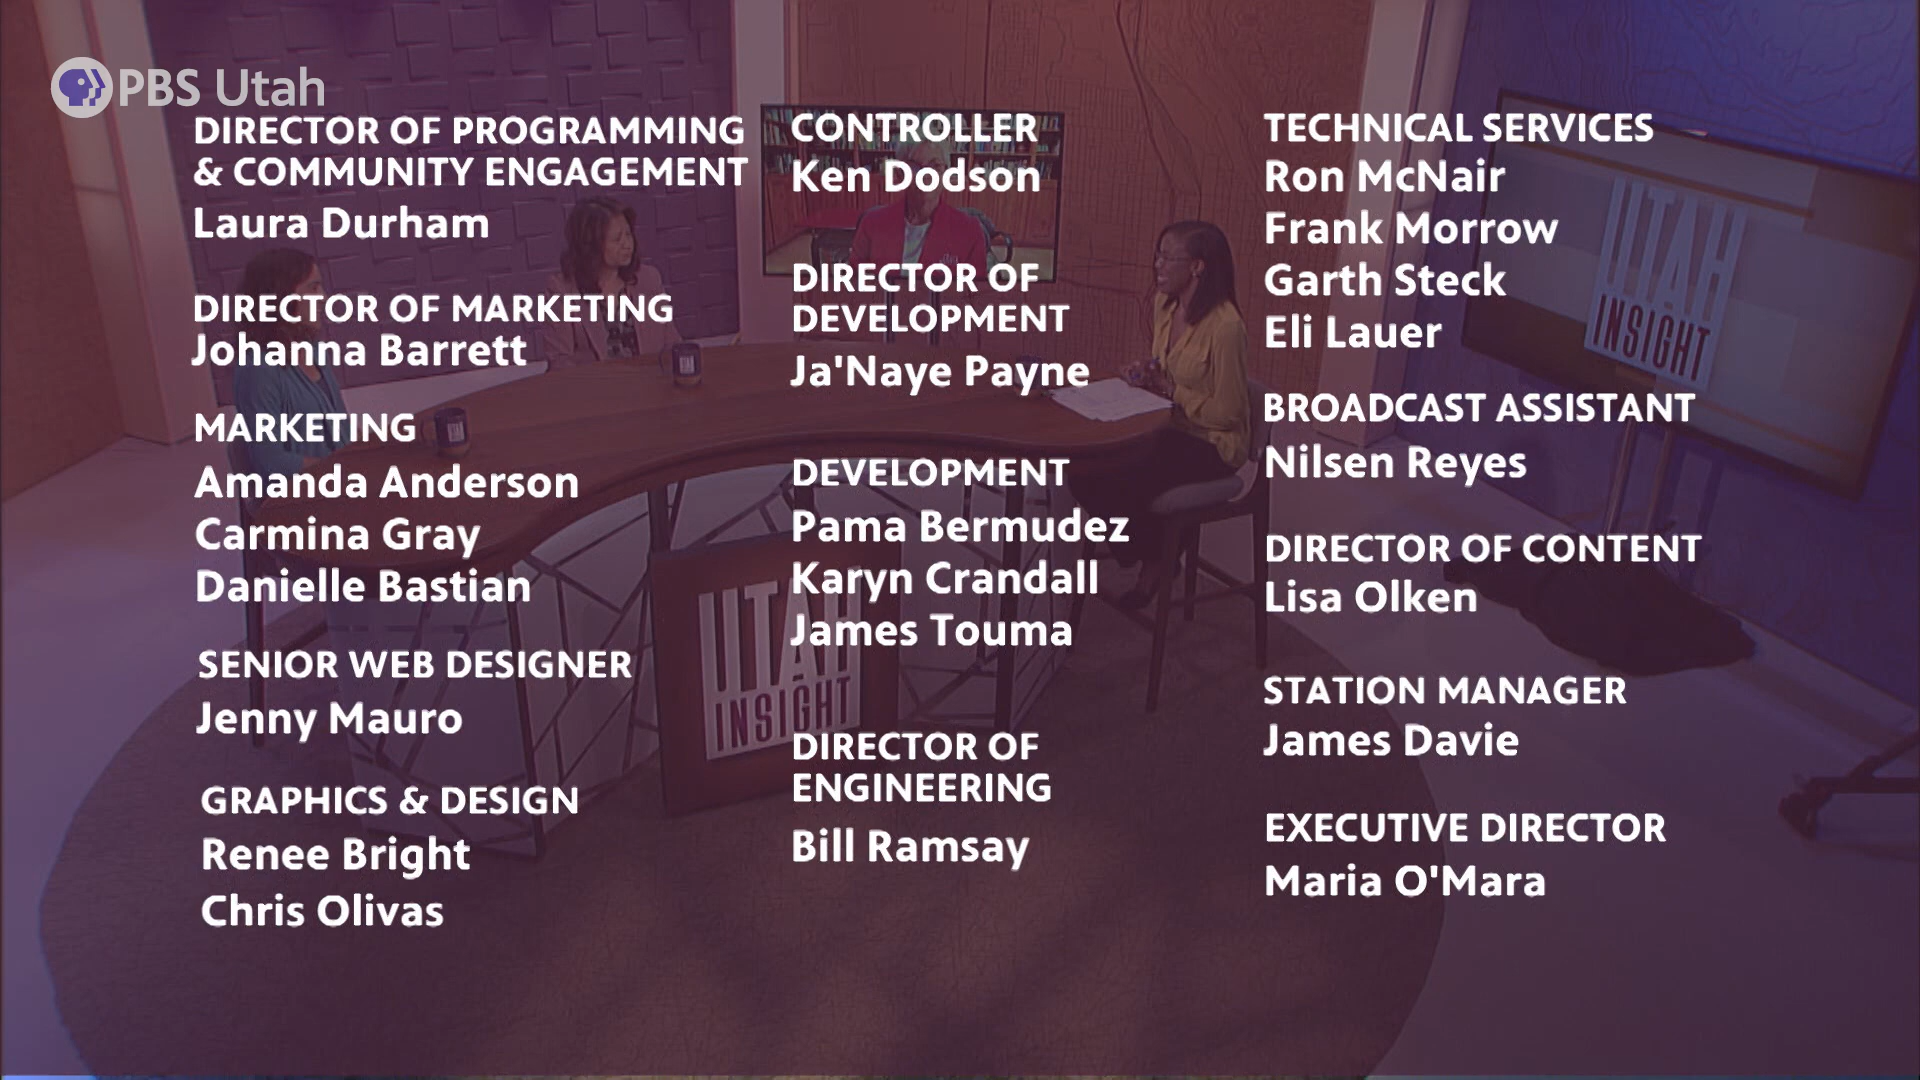 PBS Utah
DIRECTOR OF PROGRAMMING
& COMMUNITY ENGAGEMENT
Laura Durham
DIRECTOR OF MARKETING
Johanna Barrett
MARKETING
Amanda Anderson
Carmina Gray
Danielle Bastian
SENIOR WEB DESIGNER
Jenny Mauro
GRAPHICS & DESIGN
Renee Bright
Chris Olivas
CONTROLLER
Ken Dodson
DIRECTOR OF
DEVELOPMENT
Ja'Naye Payne
DEVELOPMENT
Pama Bermudez
Karyn Crandall
James Touma
DIRECTOR OF
ENGINEERING
Bill Ramsay
TECHNICAL SERVICES
Ron McNair
Frank Morrow
Garth Steck
Eli Lauer
BROADCAST ASSISTANT
Nilsen Reyes
DIRECTOR OF CONTENT
Lisa Olken
STATION MANAGER
James Davie
EXECUTIVE DIRECTOR
Maria O'Mara
UTAH
INSIGHT
UTAH
INSIGHT